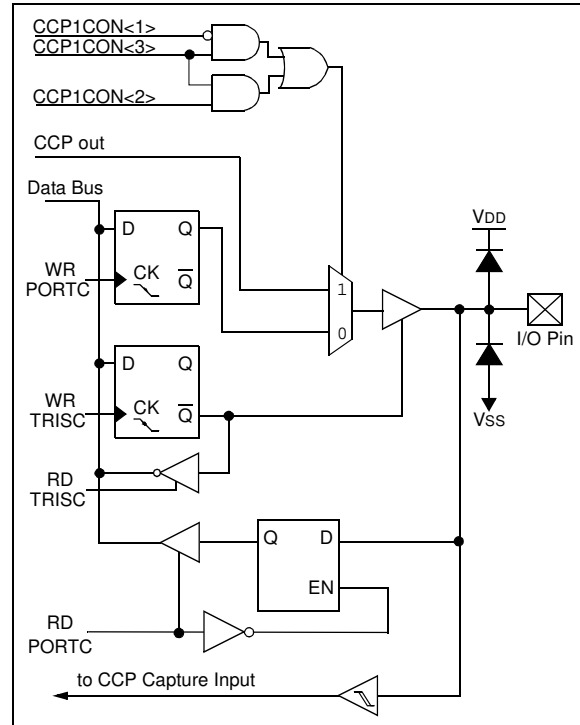 CCP1CON<1>
CCP1CON<3>
CCP1CON<2>
CCP out
Data Bus
VDD
D Q
WR
PORTC
CK Q
1
0
I/O Pin
D Q
WR
TRISC
CK Q
VSS
RD
TRISC
Q D
EN
RD
PORTC
to CCP Capture Input